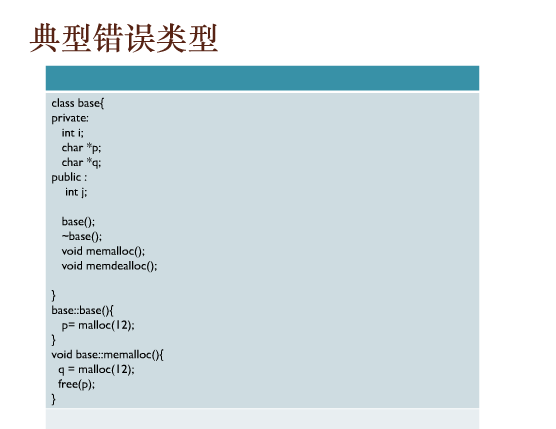 典型错误类型
class base{
private:
int i;
char *p;
char *q;
public :
int j;
base();
~base();
void memalloc();
void memdealloc();
}
base::base(){
p= malloc(12);
}
void base::memalloc(){
q = malloc(12);
free(p);
}